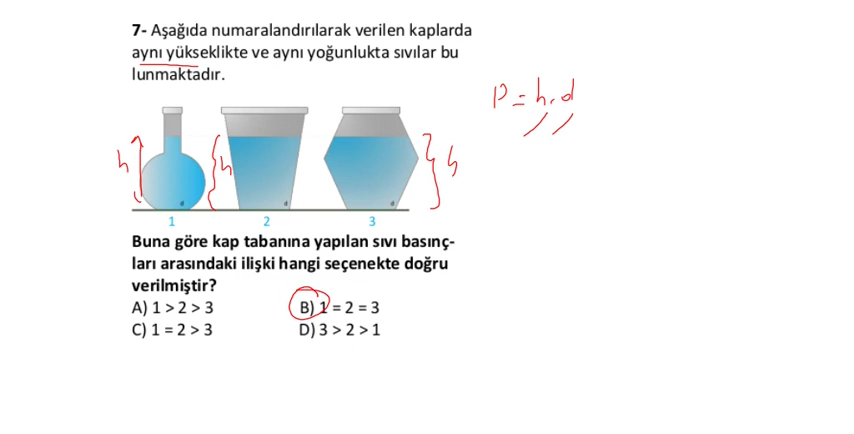 7- Aşağıda numaralandırılarak verilen kaplarda
aynı yükseklikte ve aynı yoğunlukta sıvılar bu
lunmaktadır.
P = h.d
h
h
h
d
d
d
1
2
3
Buna göre kap tabanına yapılan sıvı basınç-
ları arasındaki ilişki hangi seçenekte doğru
verilmiştir?
A) 1 > 2 > 3
B) 1 = 2 = 3
C) 1 = 2 > 3
D) 3 > 2 > 1